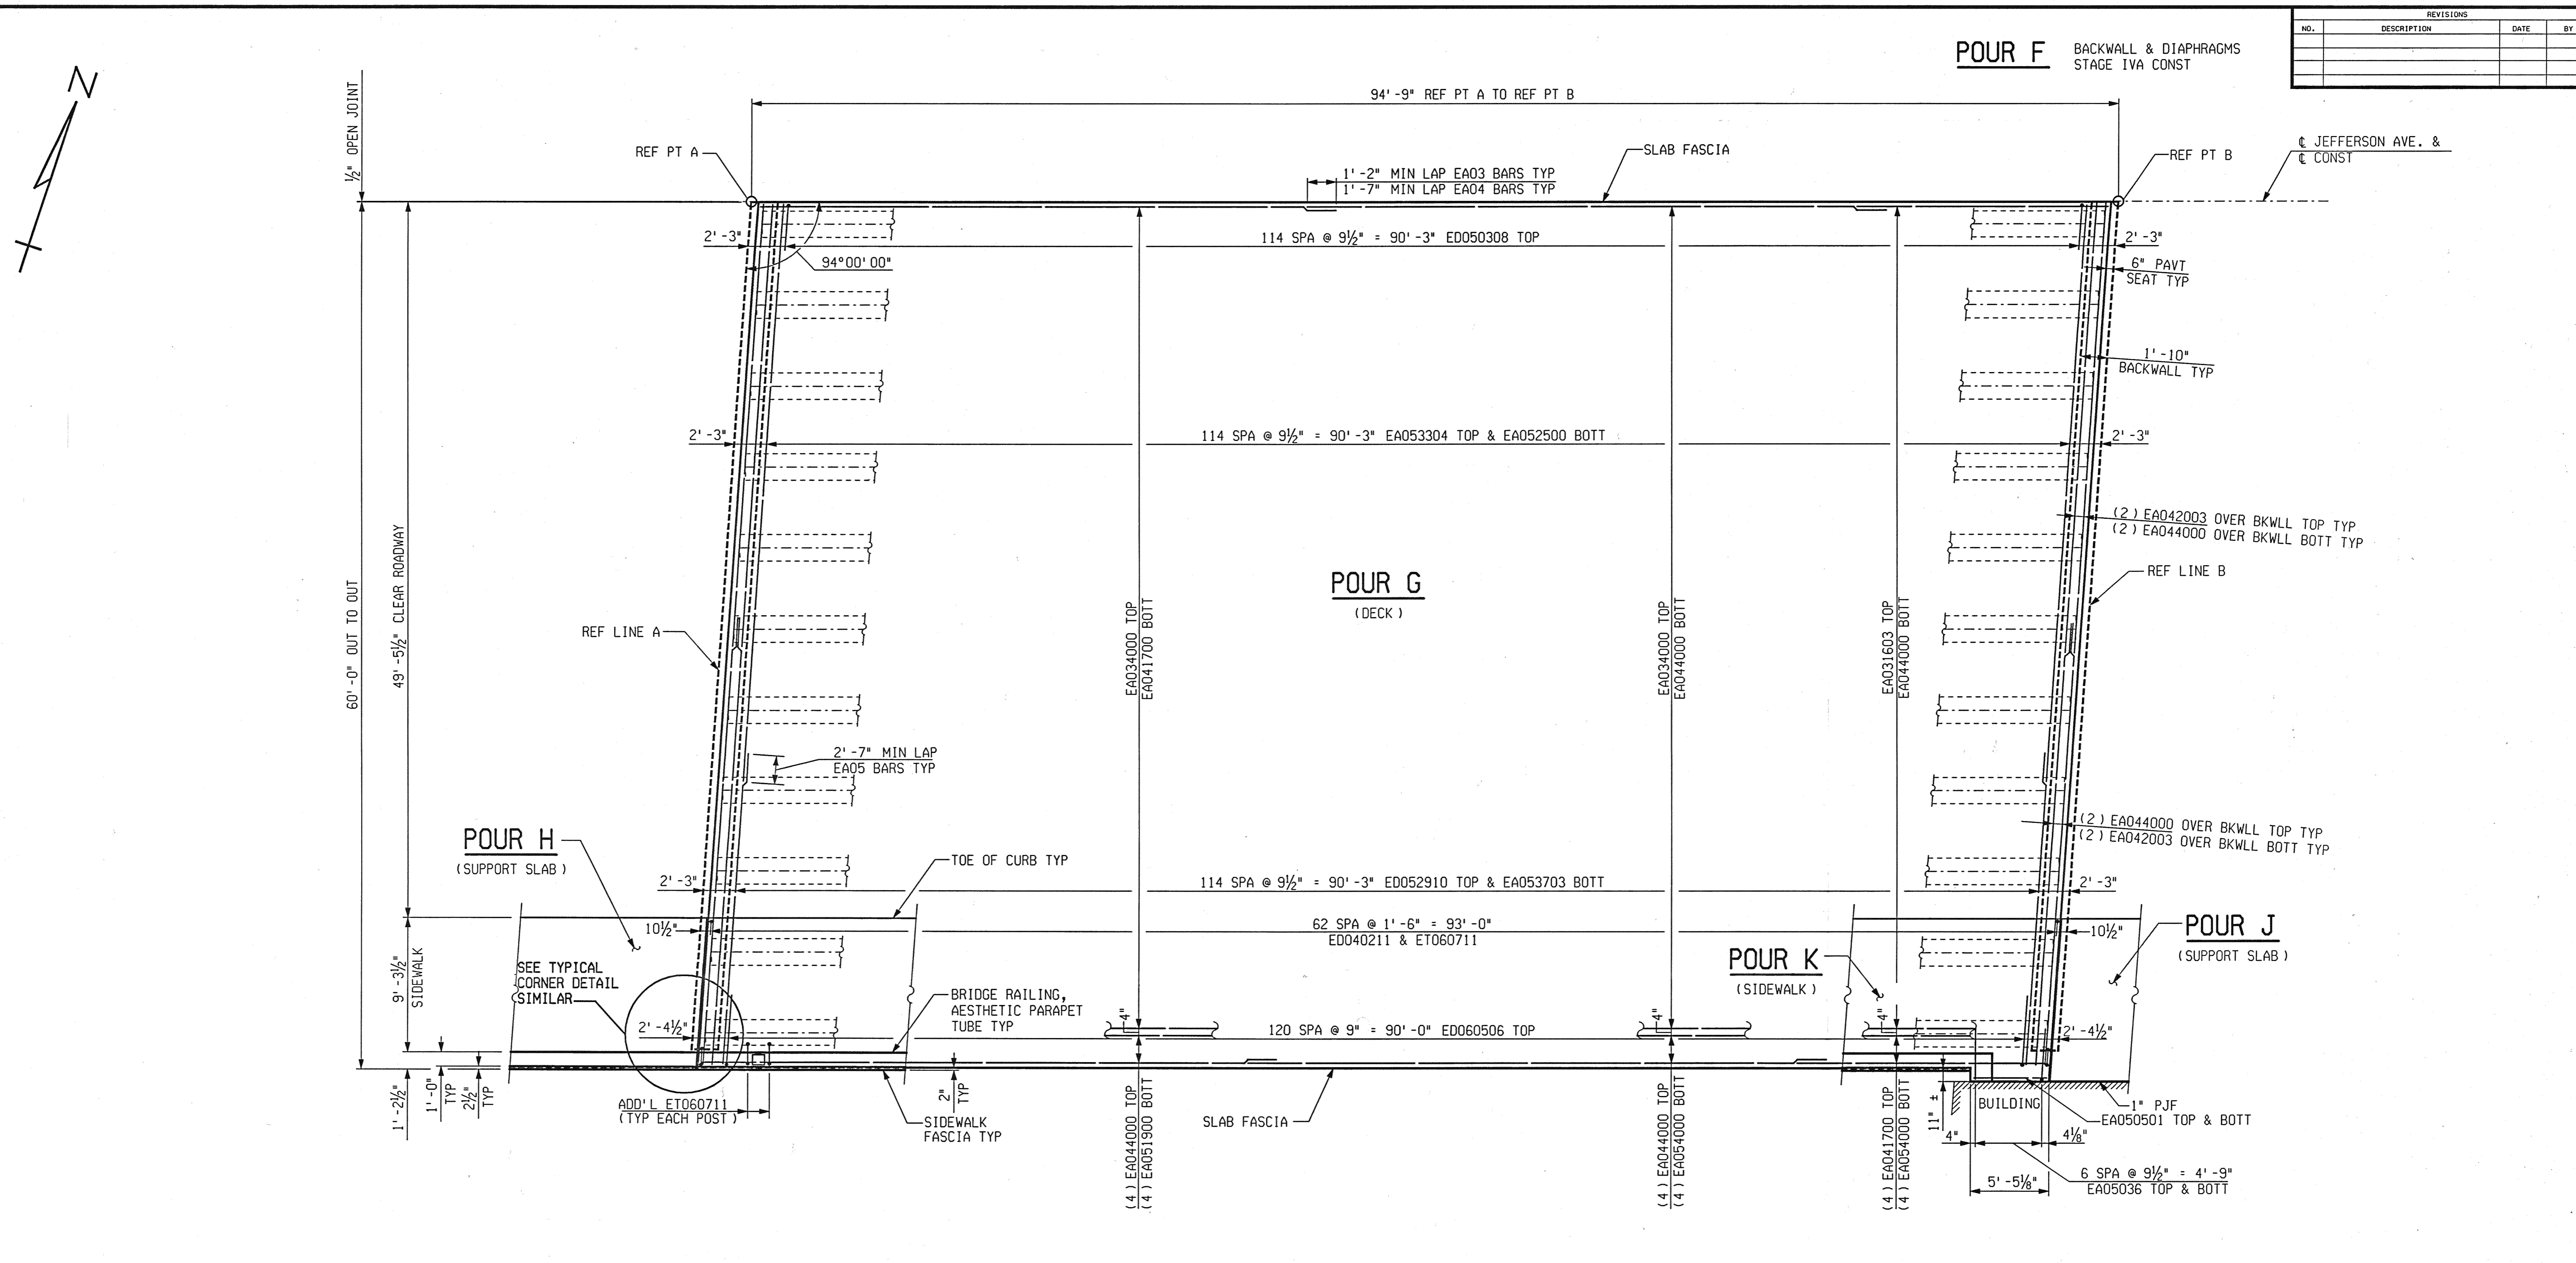 REVISIONS
NO. DESCRIPTION DATE BY
POUR F BACKWALL & DIAPHRAGMS
STAGE IVA CONST
N
½" OPEN JOINT
94'-9" REF PT A TO REF PT B
REF PT A
SLAB FASCIA
REF PT B
℄ JEFFERSON AVE. &
℄ CONST
1'-2" MIN LAP EA03 BARS TYP
1'-7" MIN LAP EA04 BARS TYP
2'-3"
114 SPA @ 9½" = 90'-3" ED050308 TOP
2'-3"
94°00'00"
6" PAVT
SEAT TYP
1'-10"
BACKWALL TYP
2'-3"
114 SPA @ 9½" = 90'-3" EA053304 TOP & EA052500 BOTT
2'-3"
(2) EA042003 OVER BKWLL TOP TYP
(2) EA044000 OVER BKWLL BOTT TYP
REF LINE B
POUR G
(DECK)
60'-0" OUT TO OUT
49'-5½" CLEAR ROADWAY
REF LINE A
EA034000 TOP
EA041700 BOTT
EA034000 TOP
EA044000 BOTT
EA031603 TOP
EA044000 BOTT
2'-7" MIN LAP
EA05 BARS TYP
(2) EA044000 OVER BKWLL TOP TYP
(2) EA042003 OVER BKWLL BOTT TYP
POUR H
(SUPPORT SLAB)
TOE OF CURB TYP
2'-3"
114 SPA @ 9½" = 90'-3" ED052910 TOP & EA053703 BOTT
2'-3"
10½"
62 SPA @ 1'-6" = 93'-0"
ED040211 & ET060711
10½"
POUR J
(SUPPORT SLAB)
POUR K
(SIDEWALK)
9'-3½"
SIDEWALK
SEE TYPICAL
CORNER DETAIL
SIMILAR
BRIDGE RAILING,
AESTHETIC PARAPET
TUBE TYP
2'-4½"
4"
120 SPA @ 9" = 90'-0" ED060506 TOP
4"
4"
2'-4½"
1'-2½"
1'-0"
TYP
2½"
TYP
ADD'L ET060711
(TYP EACH POST)
2"
TYP
SIDEWALK
FASCIA TYP
SLAB FASCIA
(4) EA044000 TOP
(4) EA051900 BOTT
(4) EA044000 TOP
(4) EA054000 BOTT
(4) EA041700 TOP
(4) EA054000 BOTT
11" ±
BUILDING
1" PJF
EA050501 TOP & BOTT
4"
4⅛"
6 SPA @ 9½" = 4'-9"
EA05036 TOP & BOTT
5'-5⅛"